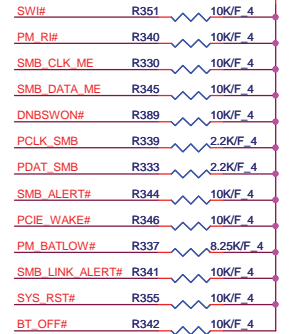 SWI# R351 10K/F_4
PM_RI# R340 10K/F_4
SMB_CLK_ME R330 10K/F_4
SMB_DATA_ME R345 10K/F_4
DNBSWON# R389 10K/F_4
PCLK_SMB R339 2.2K/F_4
PDAT_SMB R333 2.2K/F_4
SMB_ALERT# R344 10K/F_4
PCIE_WAKE# R346 10K/F_4
PM_BATLOW# R337 8.25K/F_4
SMB_LINK_ALERT# R341 10K/F_4
SYS_RST# R355 10K/F_4
BT_OFF# R342 10K/F_4